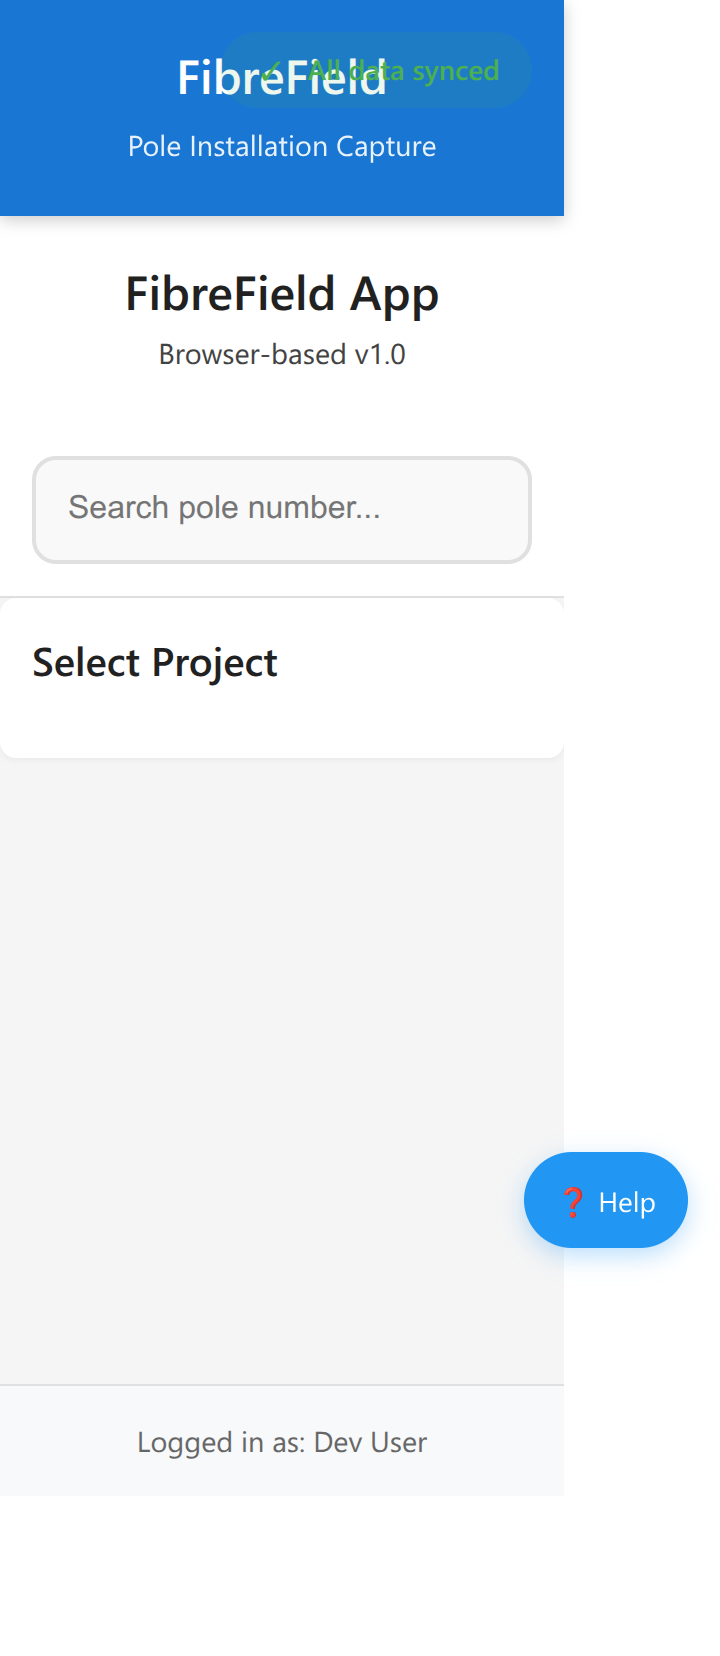 FibreField
✓ All data synced
Pole Installation Capture
FibreField App
Browser-based v1.0
Search pole number...
Select Project
❓ Help
Logged in as: Dev User